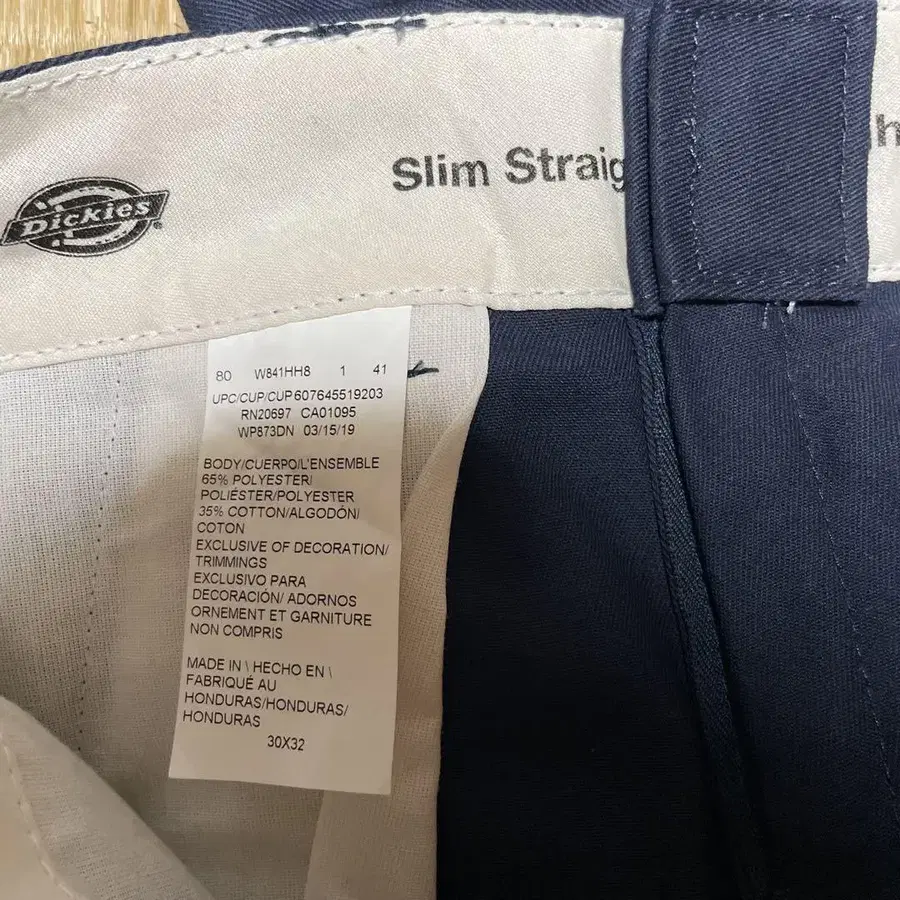 Slim Straig
h
Dickies
80 W841HH8 1 41
UPC/CUP/CUP607645519203
RN20697 CA01095
WP873DN 03/15/19
BODY/CUERPO/L'ENSEMBLE
65% POLYESTER/
POLIÉSTER/POLYESTER
35% COTTON/ALGODÓN/
COTON
EXCLUSIVE OF DECORATION/
TRIMMINGS
EXCLUSIVO PARA
DECORACIÓN/ ADORNOS
ORNEMENT ET GARNITURE
NON COMPRIS
MADE IN \ HECHO EN \
FABRIQUÉ AU
HONDURAS/HONDURAS/
HONDURAS
30X32